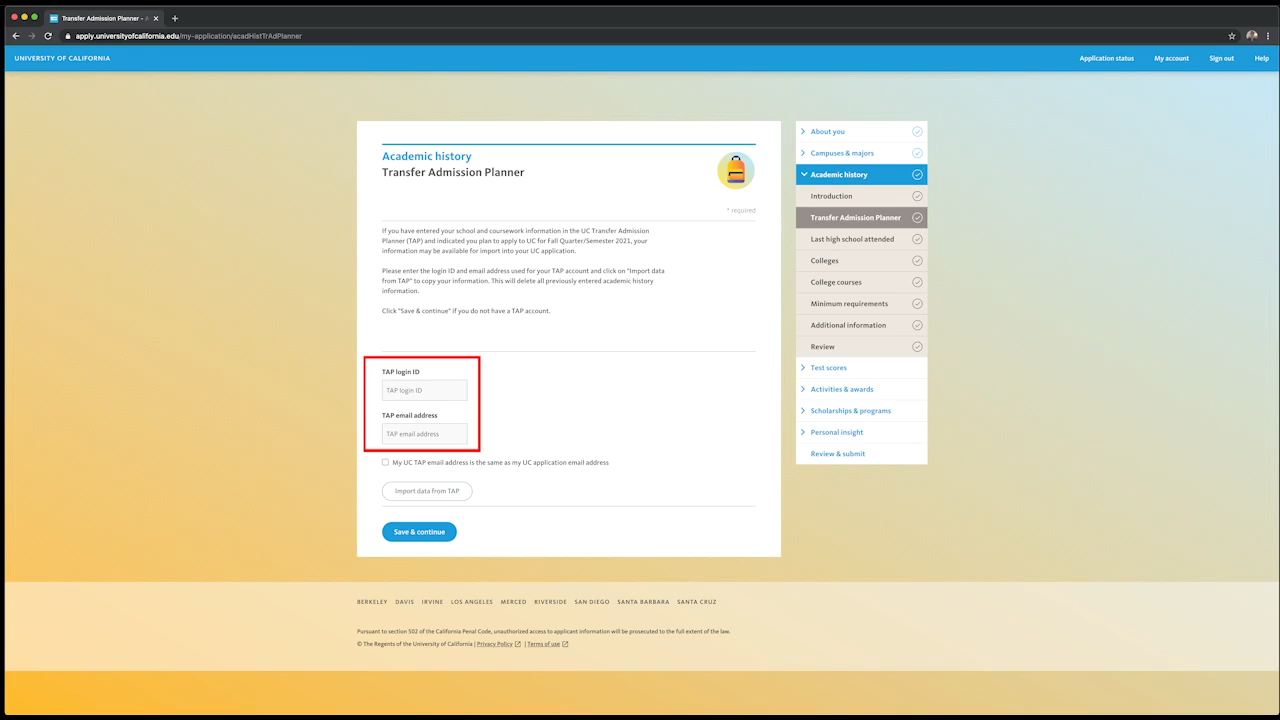 Transfer Admission Planner - A
apply.universityofcalifornia.edu/my-application/acadHistTrAdPlanner
UNIVERSITY OF CALIFORNIA
Application status
My account
Sign out
Help
Academic history
Transfer Admission Planner
* required
If you have entered your school and coursework information in the UC Transfer Admission
Planner (TAP) and indicated you plan to apply to UC for Fall Quarter/Semester 2021, your
information may be available for import into your UC application.
Please enter the login ID and email address used for your TAP account and click on "Import data
from TAP" to copy your information. This will delete all previously entered academic history
information.
Click "Save & continue" if you do not have a TAP account.
TAP login ID
TAP login ID
TAP email address
TAP email address
My UC TAP email address is the same as my UC application email address
Import data from TAP
Save & continue
About you
Campuses & majors
Academic history
Introduction
Transfer Admission Planner
Last high school attended
Colleges
College courses
Minimum requirements
Additional information
Review
Test scores
Activities & awards
Scholarships & programs
Personal insight
Review & submit
BERKELEY DAVIS IRVINE LOS ANGELES MERCED RIVERSIDE SAN DIEGO SANTA BARBARA SANTA CRUZ
Pursuant to section 502 of the California Penal Code, unauthorized access to applicant information will be prosecuted to the full extent of the law.
© The Regents of the University of California | Privacy Policy | Terms of use